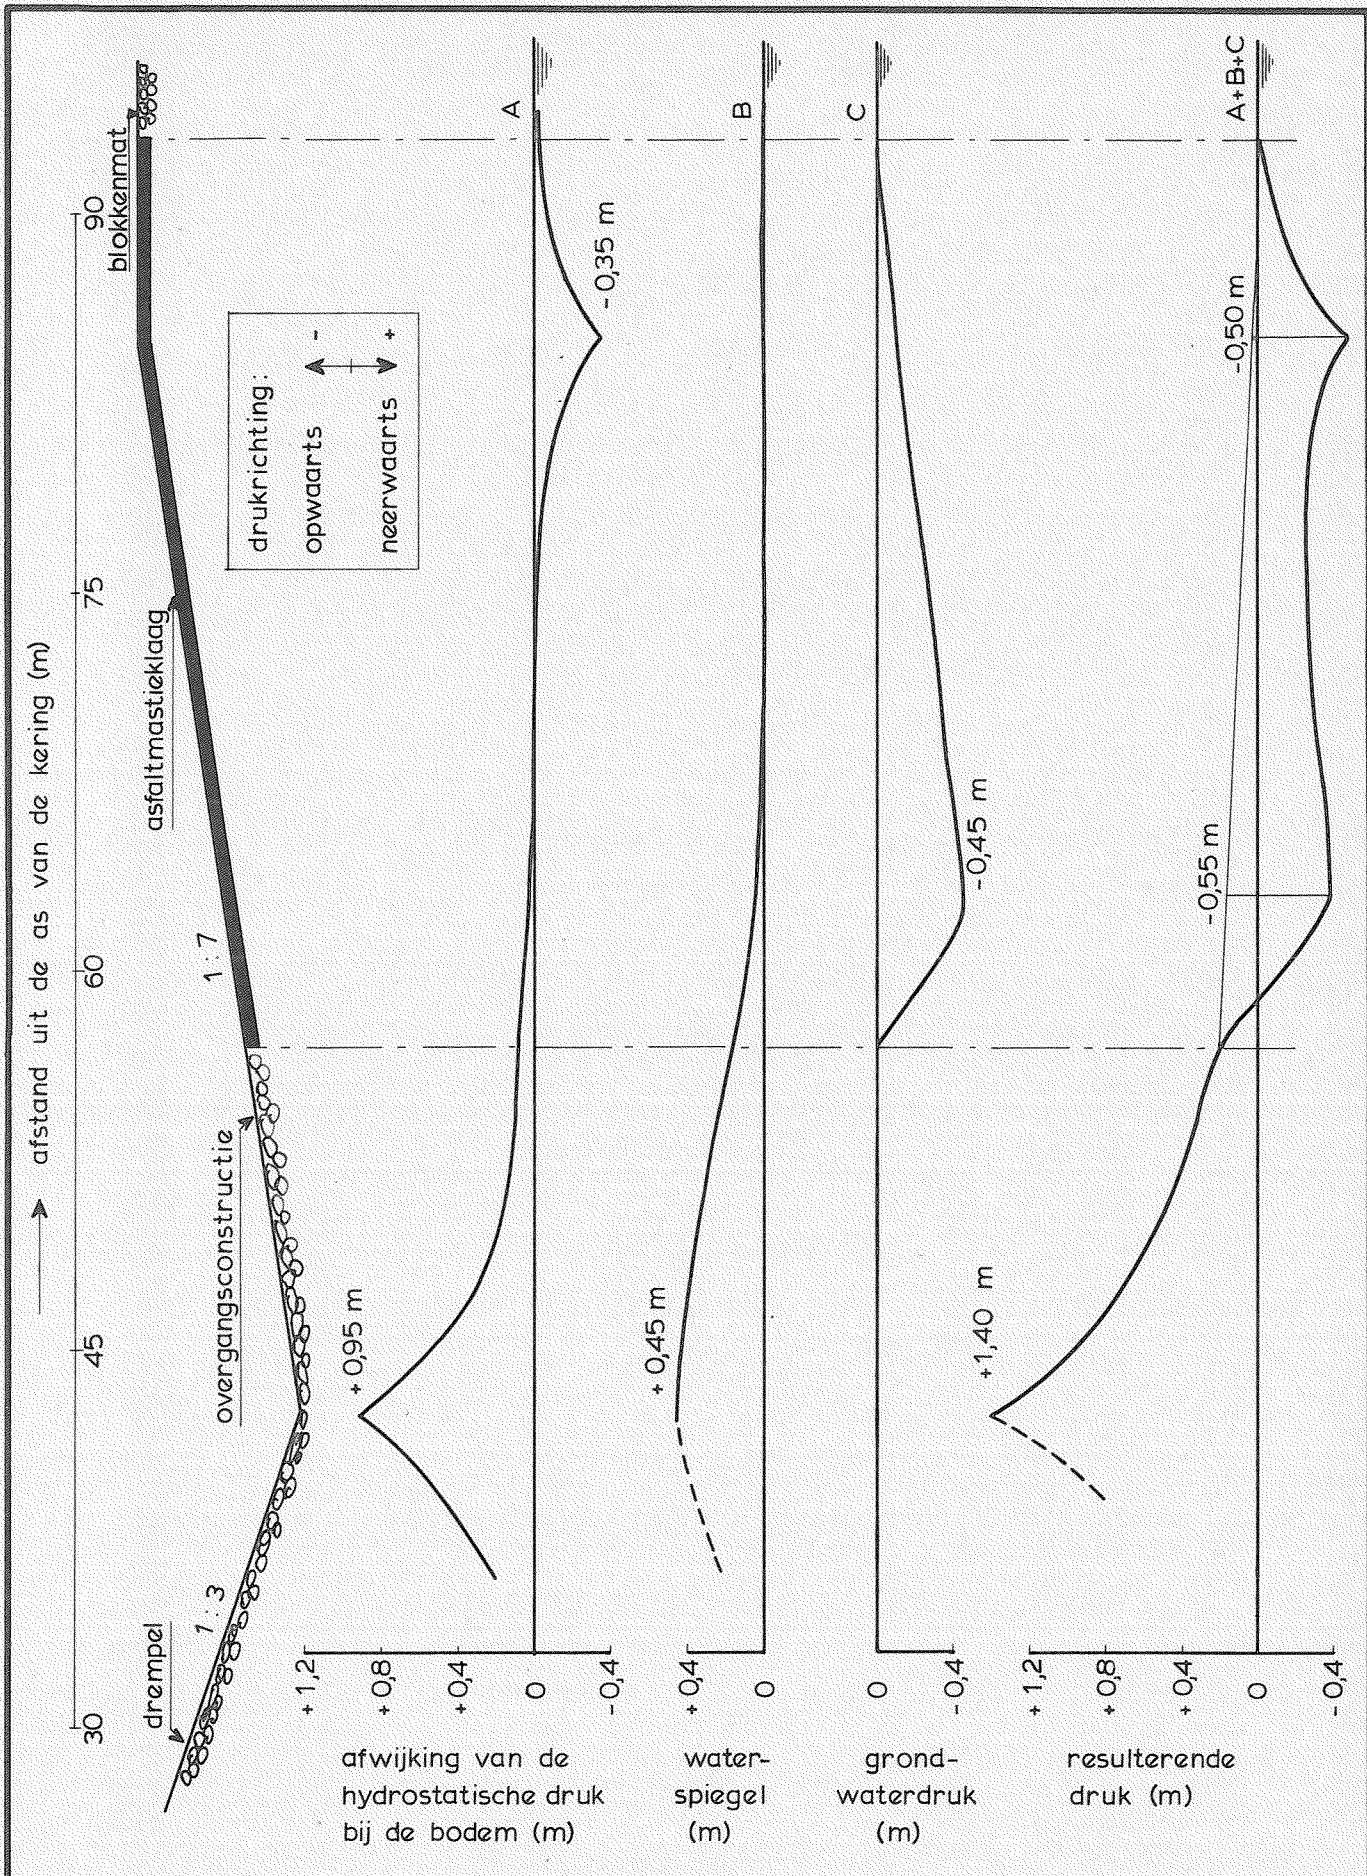 afstand uit de as van de kering (m)
30
45
60
75
90
drempel
1 : 3
overgangsconstructie
1 : 7
asfaltmastieklaag
blokkenmat
drukrichting :
opwaarts -
neerwaarts +
afwijking van de
hydrostatische druk
bij de bodem (m)
+ 1,2
+ 0,8
+ 0,4
0
- 0,4
+ 0,95 m
- 0,35 m
A
water-
spiegel
(m)
+ 0,4
0
+ 0,45 m
B
grond-
waterdruk
(m)
0
- 0,4
- 0,45 m
C
resulterende
druk (m)
+ 1,2
+ 0,8
+ 0,4
0
- 0,4
+1,40 m
-0,55 m
-0,50 m
A+B+C